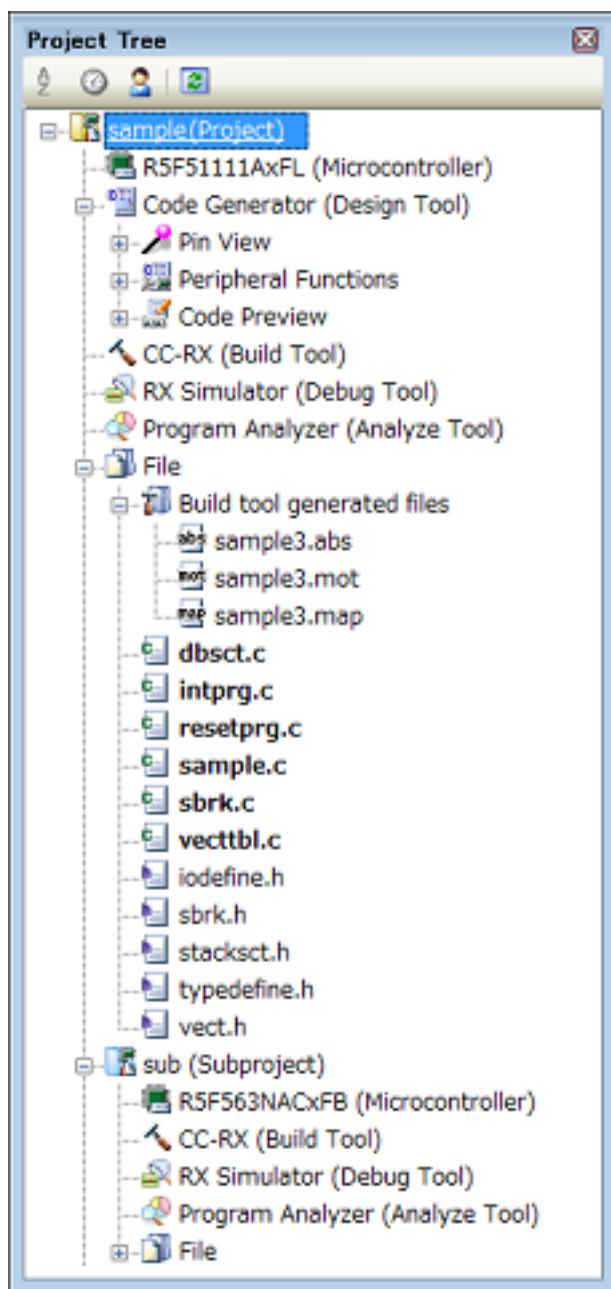 Project Tree
sample (Project)
R5F51111AxFL (Microcontroller)
Code Generator (Design Tool)
Pin View
Peripheral Functions
Code Preview
CC-RX (Build Tool)
RX Simulator (Debug Tool)
Program Analyzer (Analyze Tool)
File
Build tool generated files
abs sample3.abs
mot sample3.mot
map sample3.map
dbsct.c
intprg.c
resetprg.c
sample.c
sbrk.c
vecttbl.c
iodefine.h
sbrk.h
stacksct.h
typedefine.h
vect.h
sub (Subproject)
R5F563NACxFB (Microcontroller)
CC-RX (Build Tool)
RX Simulator (Debug Tool)
Program Analyzer (Analyze Tool)
File